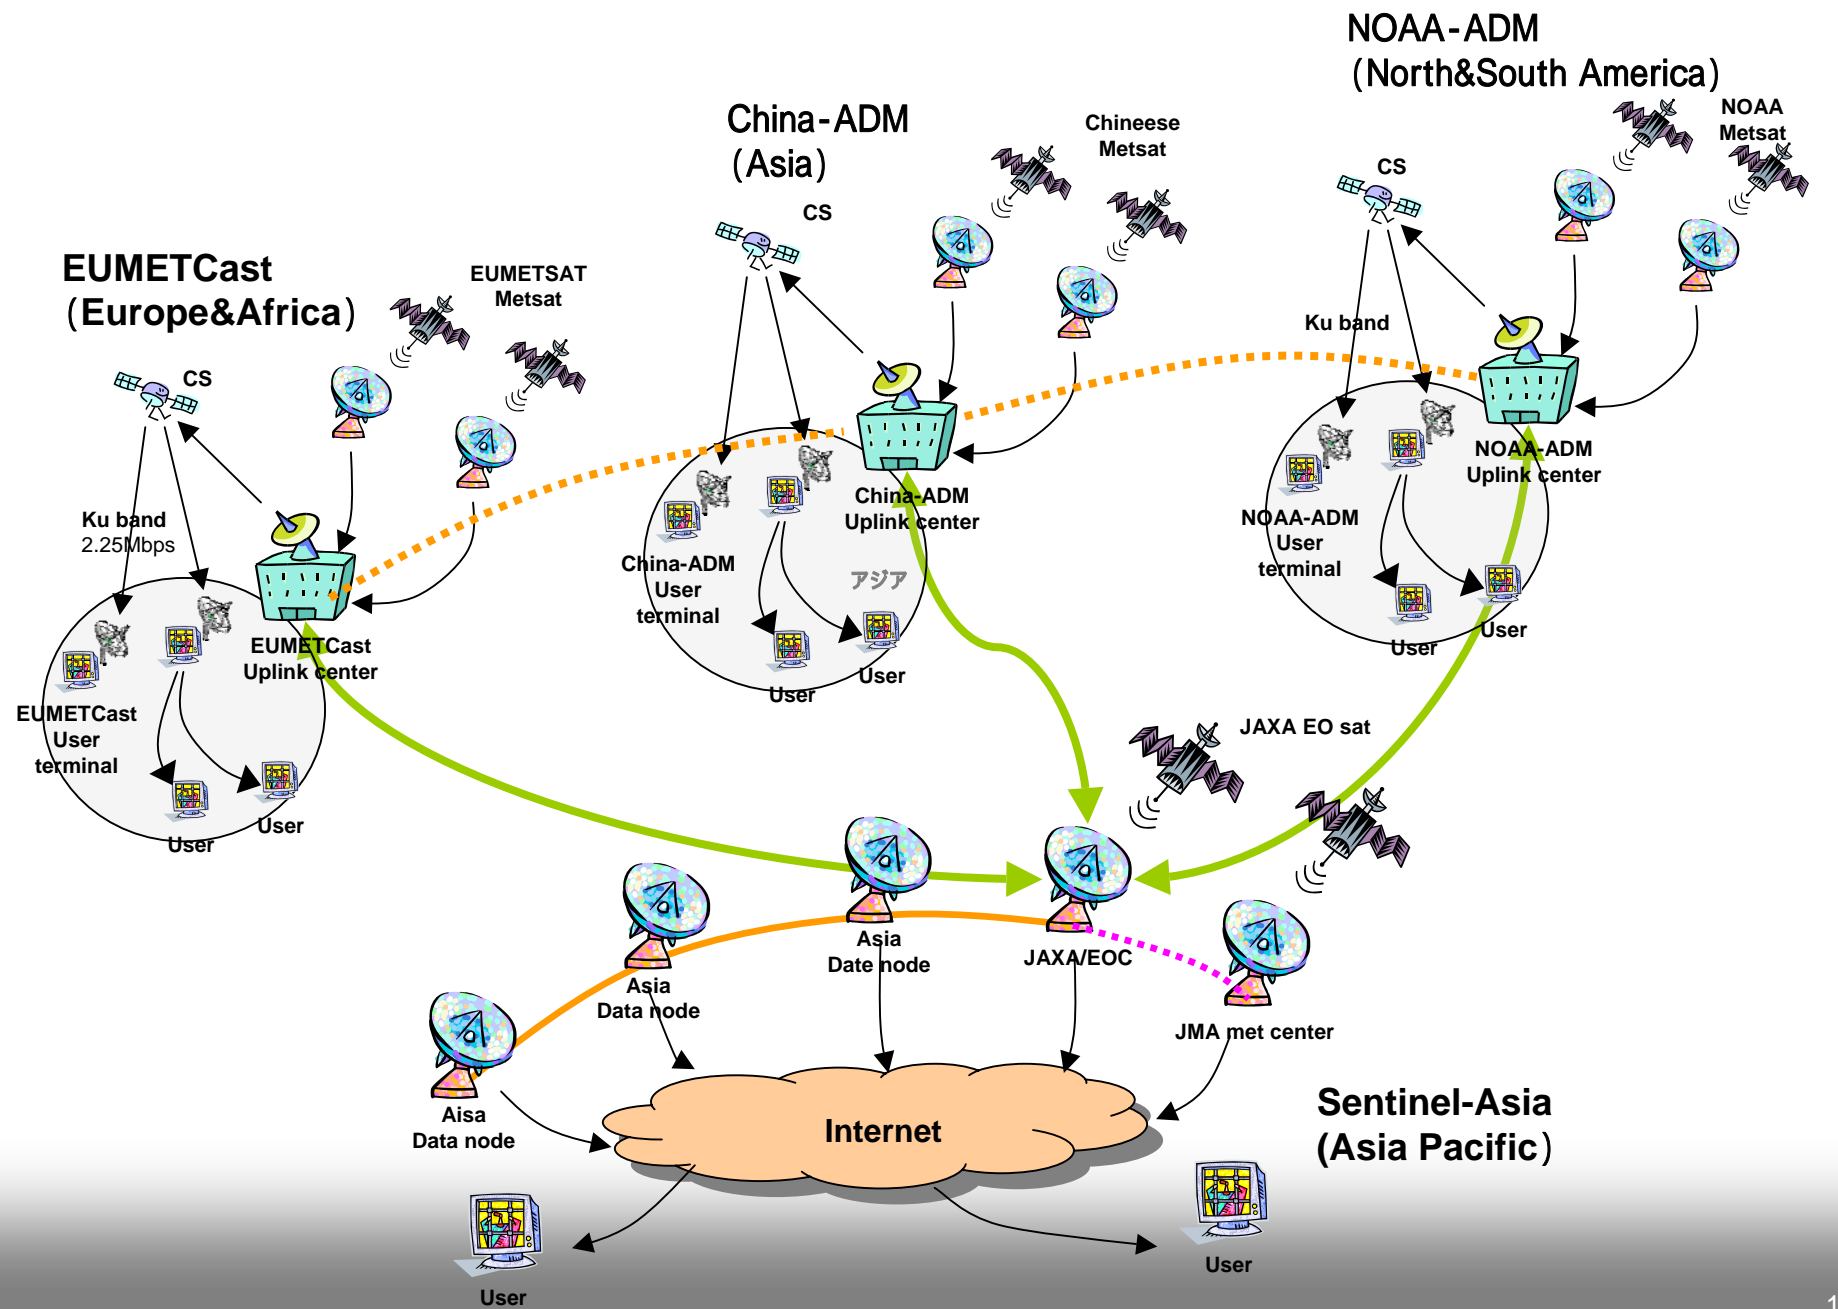 NOAA-ADM
(North&South America)
NOAA
Metsat
CS
China-ADM
(Asia)
Chineese
Metsat
CS
EUMETCast
(Europe&Africa)
EUMETSAT
Metsat
CS
Ku band
Ku band
2.25Mbps
NOAA-ADM
Uplink center
NOAA-ADM
User
terminal
User
User
China-ADM
Uplink center
China-ADM
User
terminal
アジア
User
User
EUMETCast
Uplink center
EUMETCast
User
terminal
User
User
JAXA EO sat
Asia
Date node
JAXA/EOC
Asia
Data node
JMA met center
Aisa
Data node
Internet
Sentinel-Asia
(Asia Pacific)
User
User
1